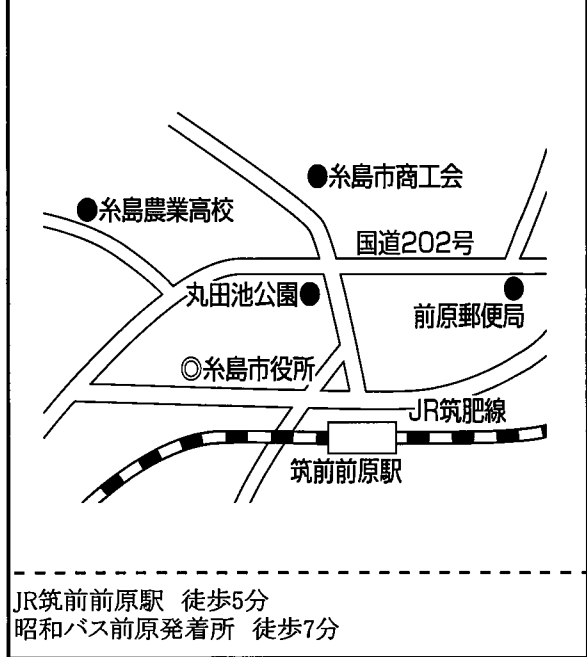 ●糸島市商工会
●糸島農業高校
国道202号
丸田池公園●
前原郵便局
◎糸島市役所
JR筑肥線
筑前前原駅
JR筑前前原駅 徒歩5分
昭和バス前原発着所 徒歩7分